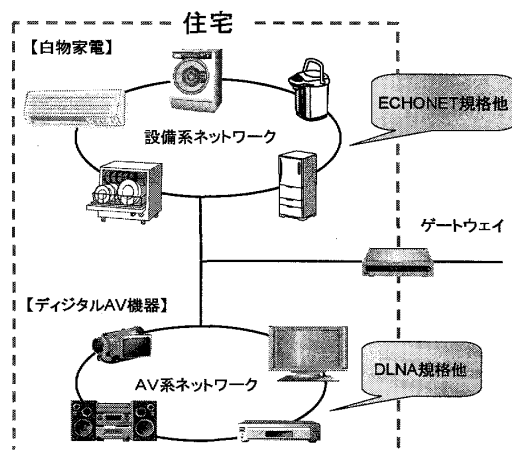 住宅
【白物家電】
ECHONET規格他
設備系ネットワーク
ゲートウェイ
【ディジタルAV機器】
AV系ネットワーク
DLNA規格他